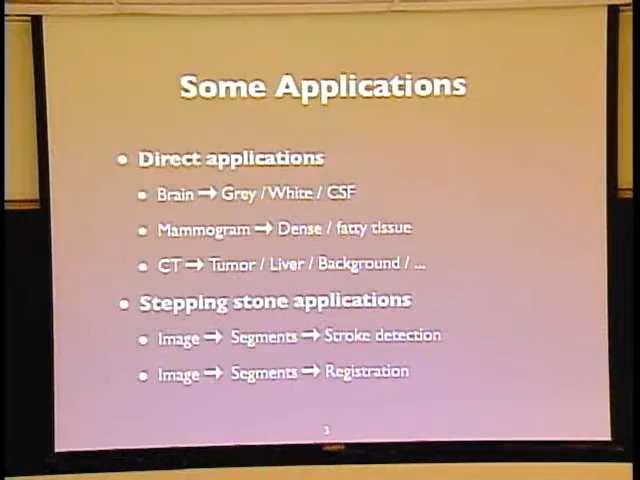 Some Applications
• Direct applications
• Brain → Grey / White / CSF
• Mammogram → Dense / fatty tissue
• CT → Tumor / Liver / Background / ...
• Stepping stone applications
• Image → Segments → Stroke detection
• Image → Segments → Registration
3